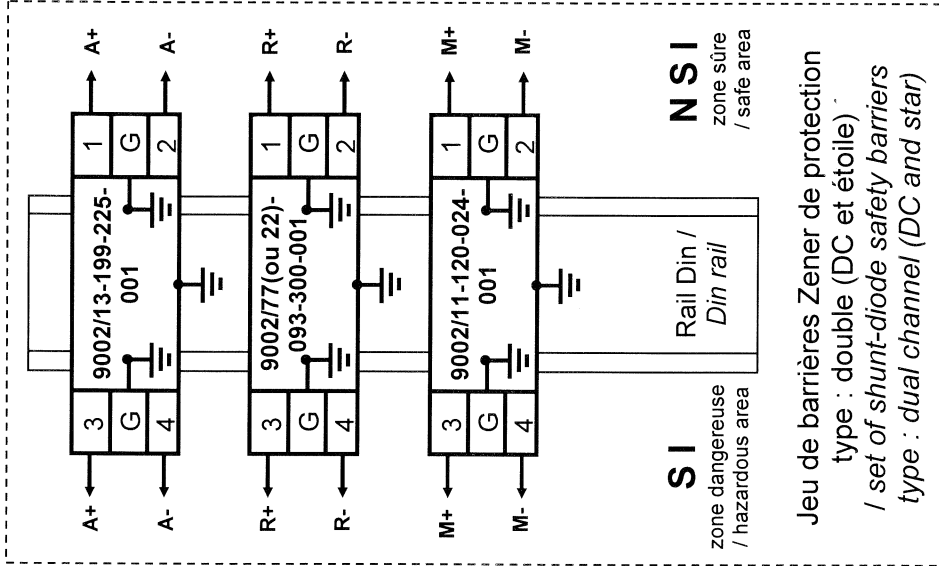 A+
A-
R+
R-
M+
M-
1
G
2
1
G
2
1
G
2
N S I
zone sûre
/ safe area
9002/13-199-225-
001
9002/77(ou 22)-
093-300-001
9002/11-120-024-
001
Rail Din /
Din rail
3
G
4
3
G
4
3
G
4
S I
zone dangereuse
/ hazardous area
A+
A-
R+
R-
M+
M-
Jeu de barrières Zener de protection
type : double (DC et étoile)
/ set of shunt-diode safety barriers
type : dual channel (DC and star)